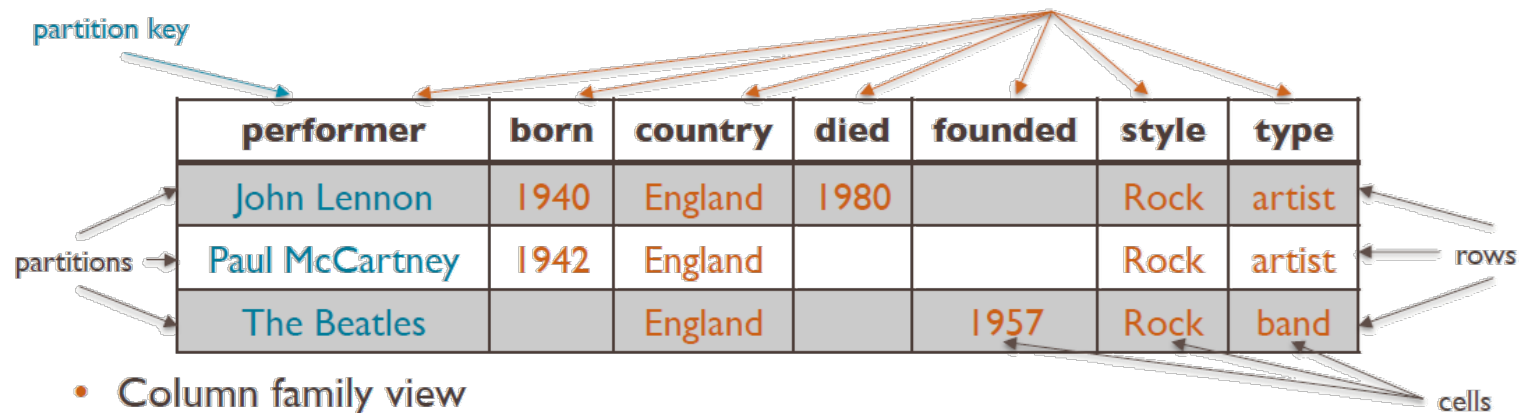 partition key
performer born country died founded style type
John Lennon 1940 England 1980 Rock artist
partitions Paul McCartney 1942 England Rock artist rows
The Beatles England 1957 Rock band
• Column family view
cells